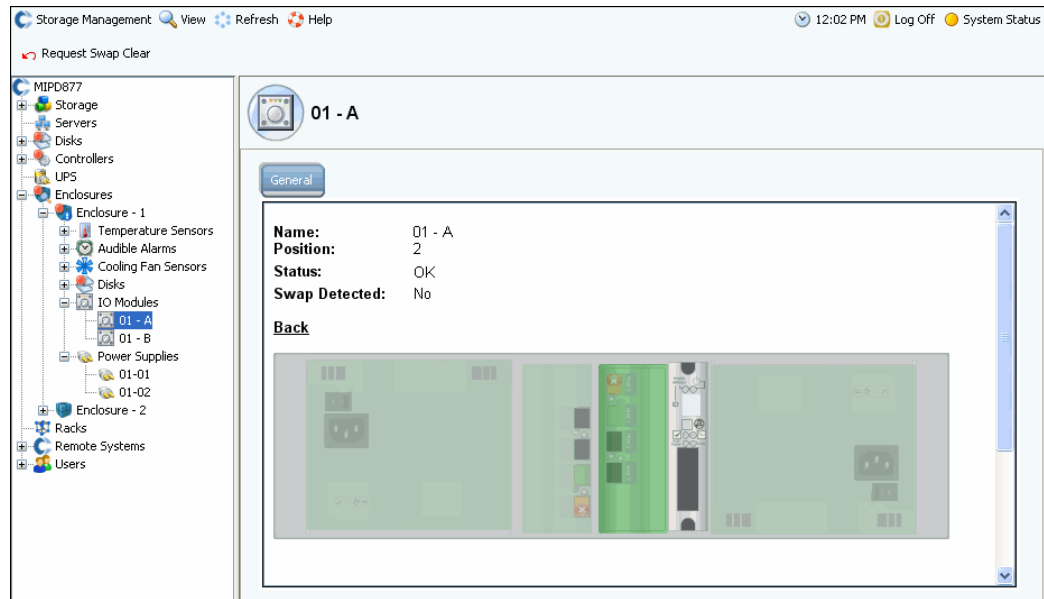 Storage Management View Refresh Help 12:02 PM Log Off System Status
Request Swap Clear
MIPD877
Storage
Servers
Disks
Controllers
UPS
Enclosures
Enclosure - 1
Temperature Sensors
Audible Alarms
Cooling Fan Sensors
Disks
IO Modules
01 - A
01 - B
Power Supplies
01-01
01-02
Enclosure - 2
Racks
Remote Systems
Users
01 - A
General
Name: 01 - A
Position: 2
Status: OK
Swap Detected: No
Back